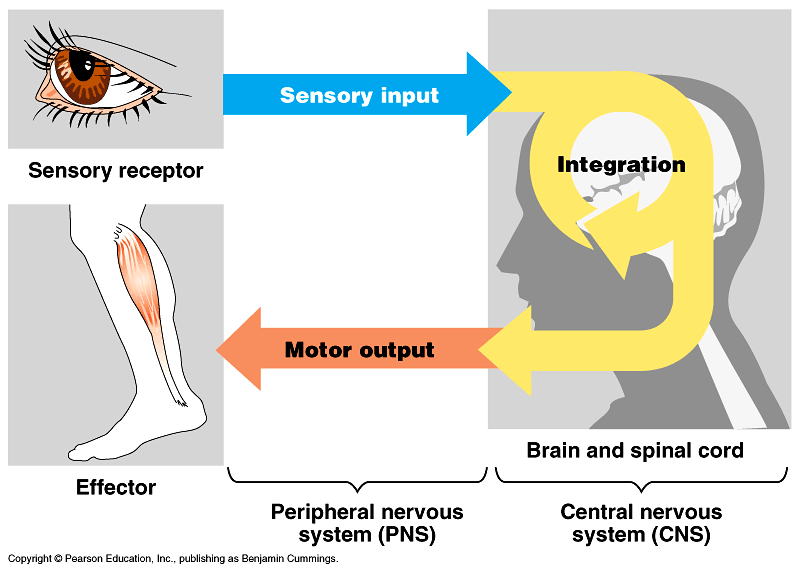 Sensory input
Integration
Sensory receptor
Motor output
Brain and spinal cord
Effector
Peripheral nervous
system (PNS)
Central nervous
system (CNS)
Copyright © Pearson Education, Inc., publishing as Benjamin Cummings.